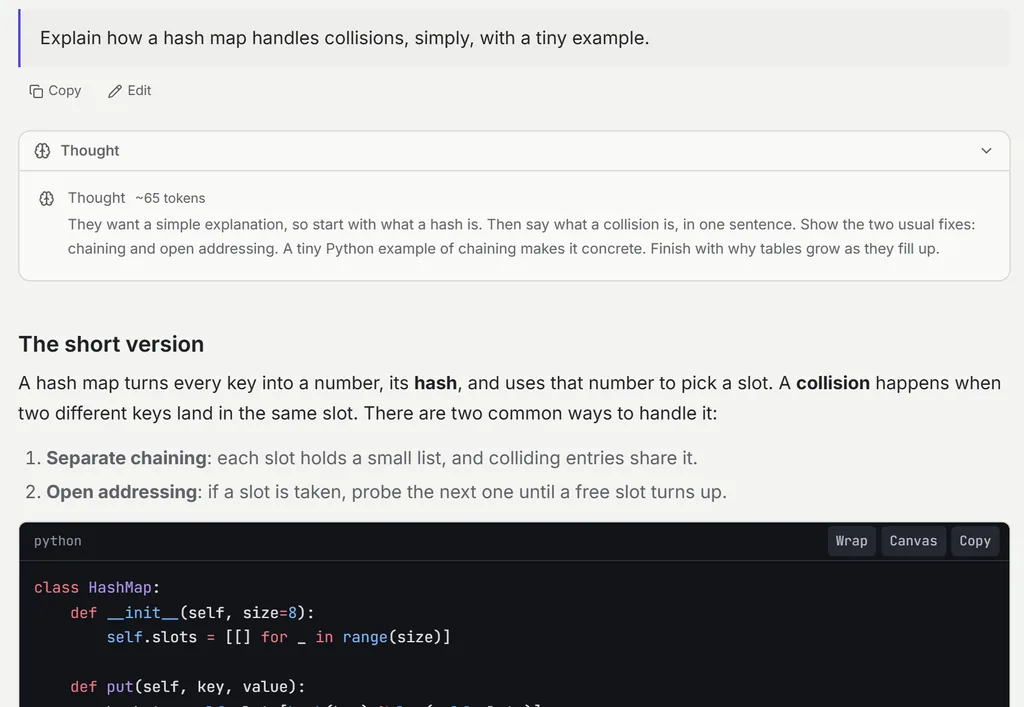 Explain how a hash map handles collisions, simply, with a tiny example.
Copy Edit
Thought
Thought ~65 tokens
They want a simple explanation, so start with what a hash is. Then say what a collision is, in one sentence. Show the two usual fixes:
chaining and open addressing. A tiny Python example of chaining makes it concrete. Finish with why tables grow as they fill up.
The short version
A hash map turns every key into a number, its hash, and uses that number to pick a slot. A collision happens when
two different keys land in the same slot. There are two common ways to handle it:
1. Separate chaining: each slot holds a small list, and colliding entries share it.
2. Open addressing: if a slot is taken, probe the next one until a free slot turns up.
python Wrap Canvas Copy
class HashMap:
    def __init__(self, size=8):
        self.slots = [[] for _ in range(size)]
    def put(self, key, value):